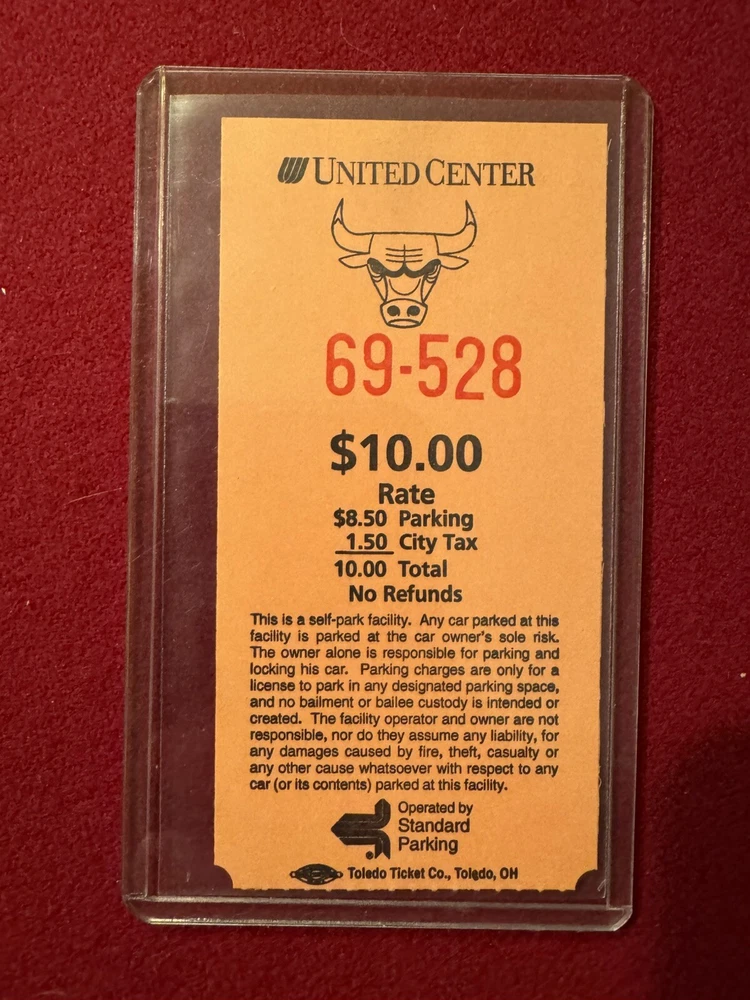 UNITED CENTER
69-528
$10.00
Rate
$8.50 Parking
1.50 City Tax
10.00 Total
No Refunds
This is a self-park facility. Any car parked at this
facility is parked at the car owner's sole risk.
The owner alone is responsible for parking and
locking his car. Parking charges are only for a
license to park in any designated parking space,
and no bailment or bailee custody is intended or
created. The facility operator and owner are not
responsible, nor do they assume any liability, for
any damages caused by fire, theft, casualty or
any other cause whatsoever with respect to any
car (or its contents) parked at this facility.
Operated by
Standard
Parking
Toledo Ticket Co., Toledo, OH